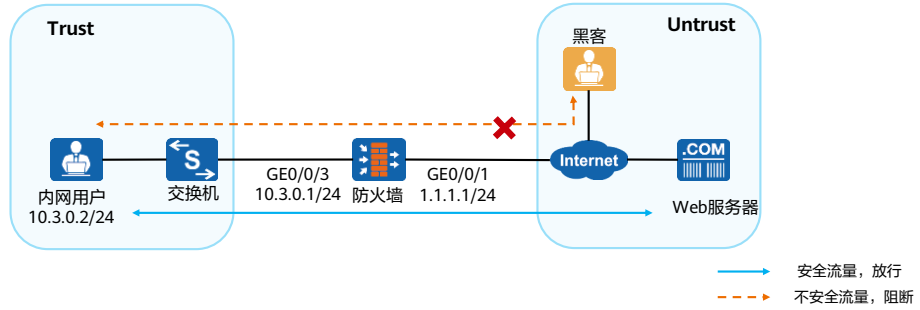 Trust
Untrust
黑客
S
.COM
Internet
GE0/0/3
10.3.0.1/24
防火墙
GE0/0/1
1.1.1.1/24
内网用户
10.3.0.2/24
交换机
Web服务器
安全流量，放行
不安全流量，阻断